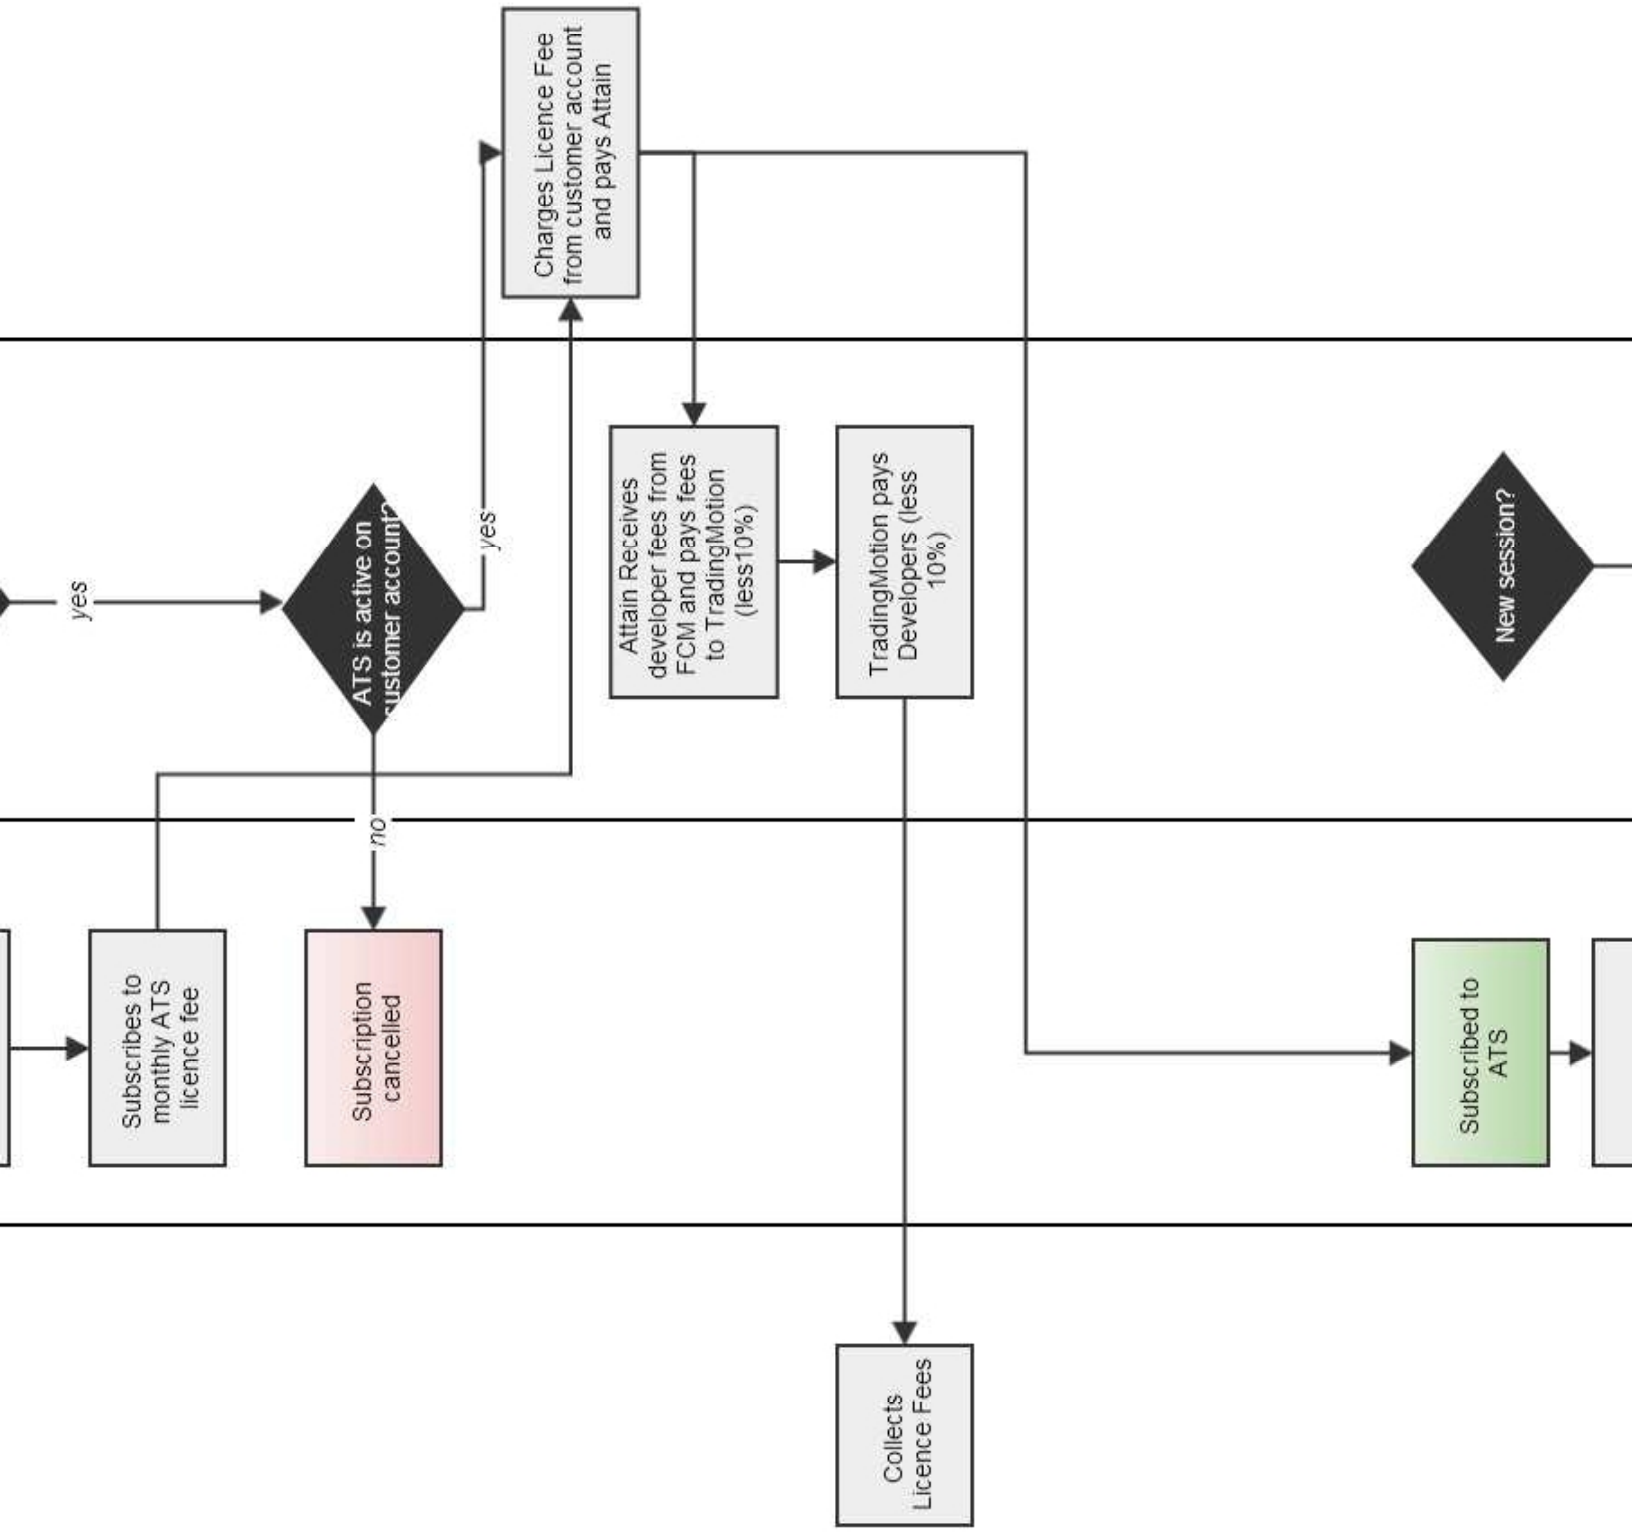 Charges Licence Fee
from customer account
and pays Attain
yes
ATS is active on
customer account?
yes
Attain Receives
developer fees from
FCM and pays fees
to TradingMotion
(less10%)
TradingMotion pays
Developers (less
10%)
New session?
no
Subscribes to
monthly ATS
licence fee
Subscription
cancelled
Subscribed to
ATS
Collects
Licence Fees